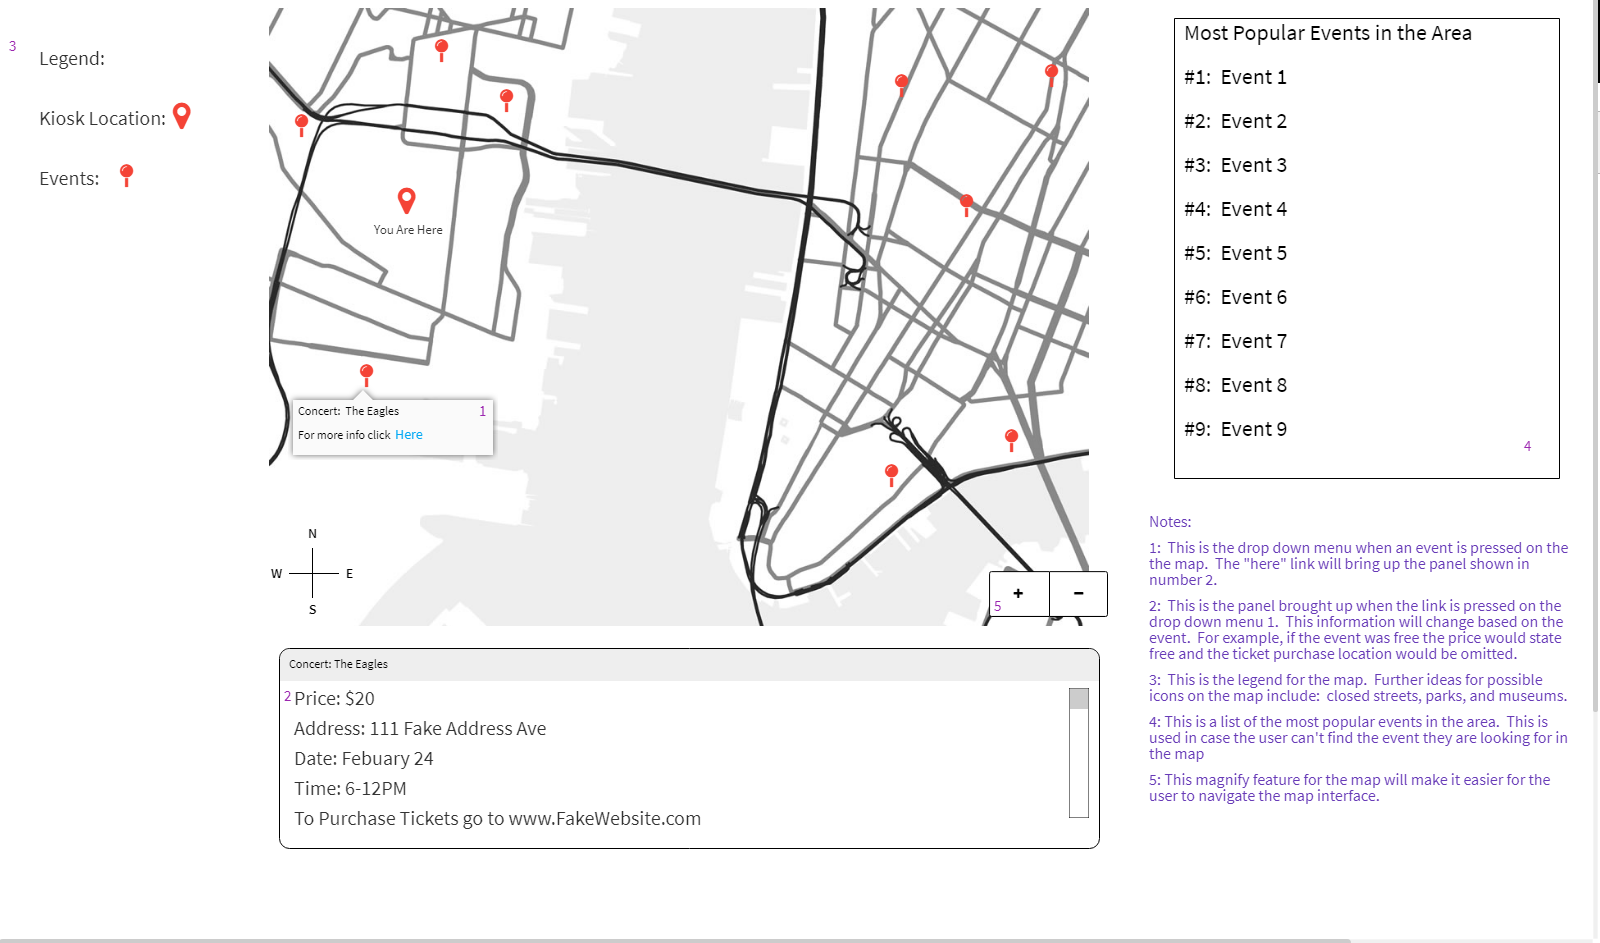 3
Legend:
Kiosk Location:
Events:
You Are Here
Concert:  The Eagles
1
For more info click Here
N
W
E
S
+
−
5
Concert: The Eagles
2
Price: $20
Address: 111 Fake Address Ave
Date: Febuary 24
Time: 6-12PM
To Purchase Tickets go to www.FakeWebsite.com
Most Popular Events in the Area
#1:  Event 1
#2:  Event 2
#3:  Event 3
#4:  Event 4
#5:  Event 5
#6:  Event 6
#7:  Event 7
#8:  Event 8
#9:  Event 9
4
Notes:
1:  This is the drop down menu when an event is pressed on the
the map.  The "here" link will bring up the panel shown in
number 2.
2:  This is the panel brought up when the link is pressed on the
drop down menu 1.  This information will change based on the
event.  For example, if the event was free the price would state
free and the ticket purchase location would be omitted.
3:  This is the legend for the map.  Further ideas for possible
icons on the map include:  closed streets, parks, and museums.
4: This is a list of the most popular events in the area.  This is
used in case the user can't find the event they are looking for in
the map
5: This magnify feature for the map will make it easier for the
user to navigate the map interface.